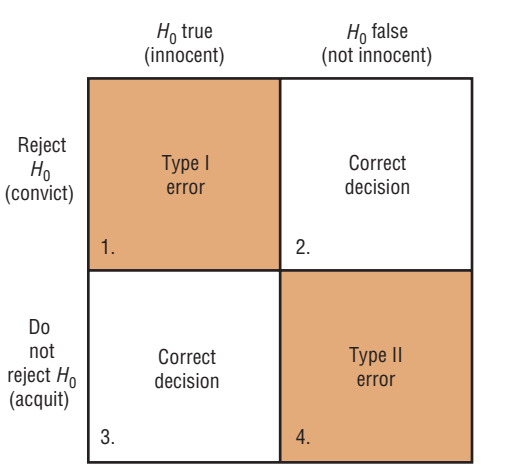 H₀ true
(innocent)
H₀ false
(not innocent)
Reject
H₀
(convict)
Type I
error
1.
Correct
decision
2.
Do
not
reject H₀
(acquit)
Correct
decision
3.
Type II
error
4.